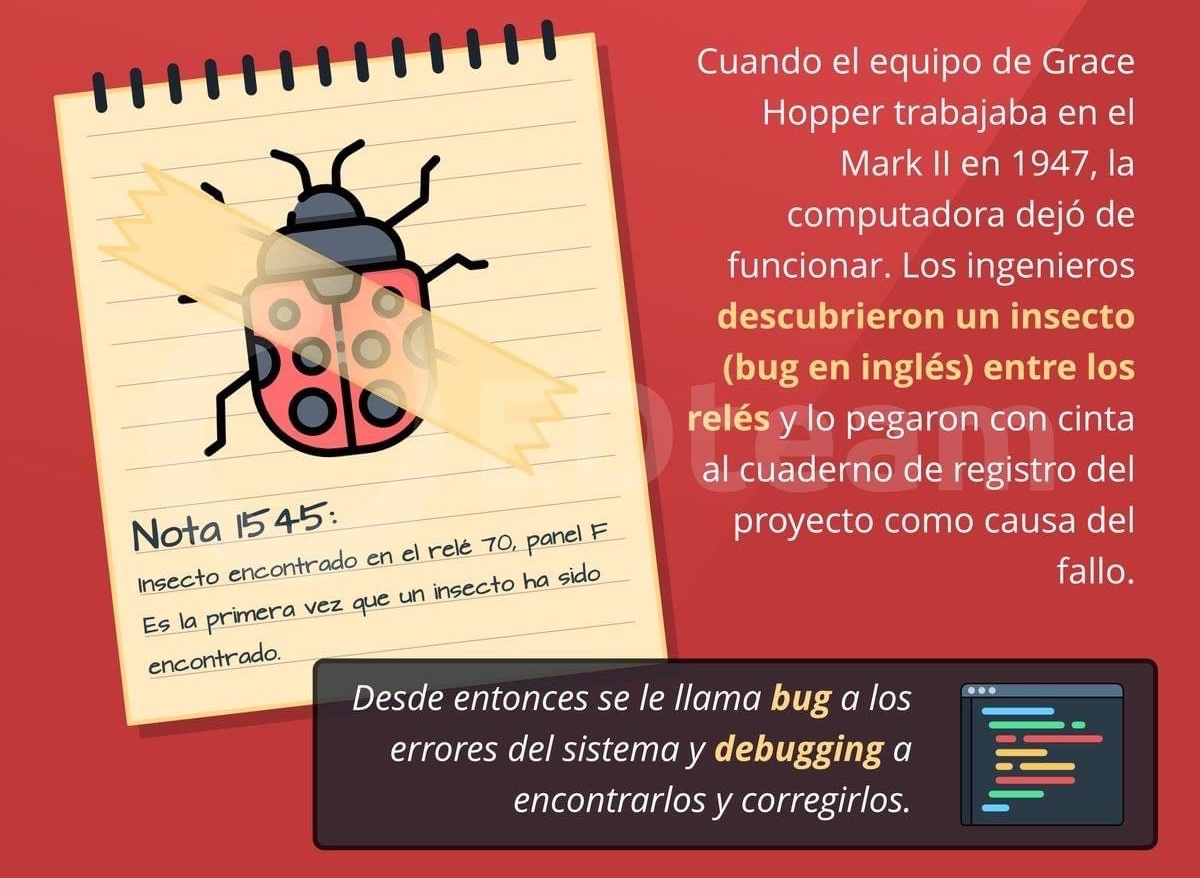 Cuando el equipo de Grace
Hopper trabajaba en el
Mark II en 1947, la
computadora dejó de
funcionar. Los ingenieros
descubrieron un insecto
(bug en inglés) entre los
relés y lo pegaron con cinta
al cuaderno de registro del
proyecto como causa del
fallo.
Nota 1545:
Insecto encontrado en el relé 70, panel F
Es la primera vez que un insecto ha sido
encontrado.
Desde entonces se le llama bug a los
errores del sistema y debugging a
encontrarlos y corregirlos.
EDteam